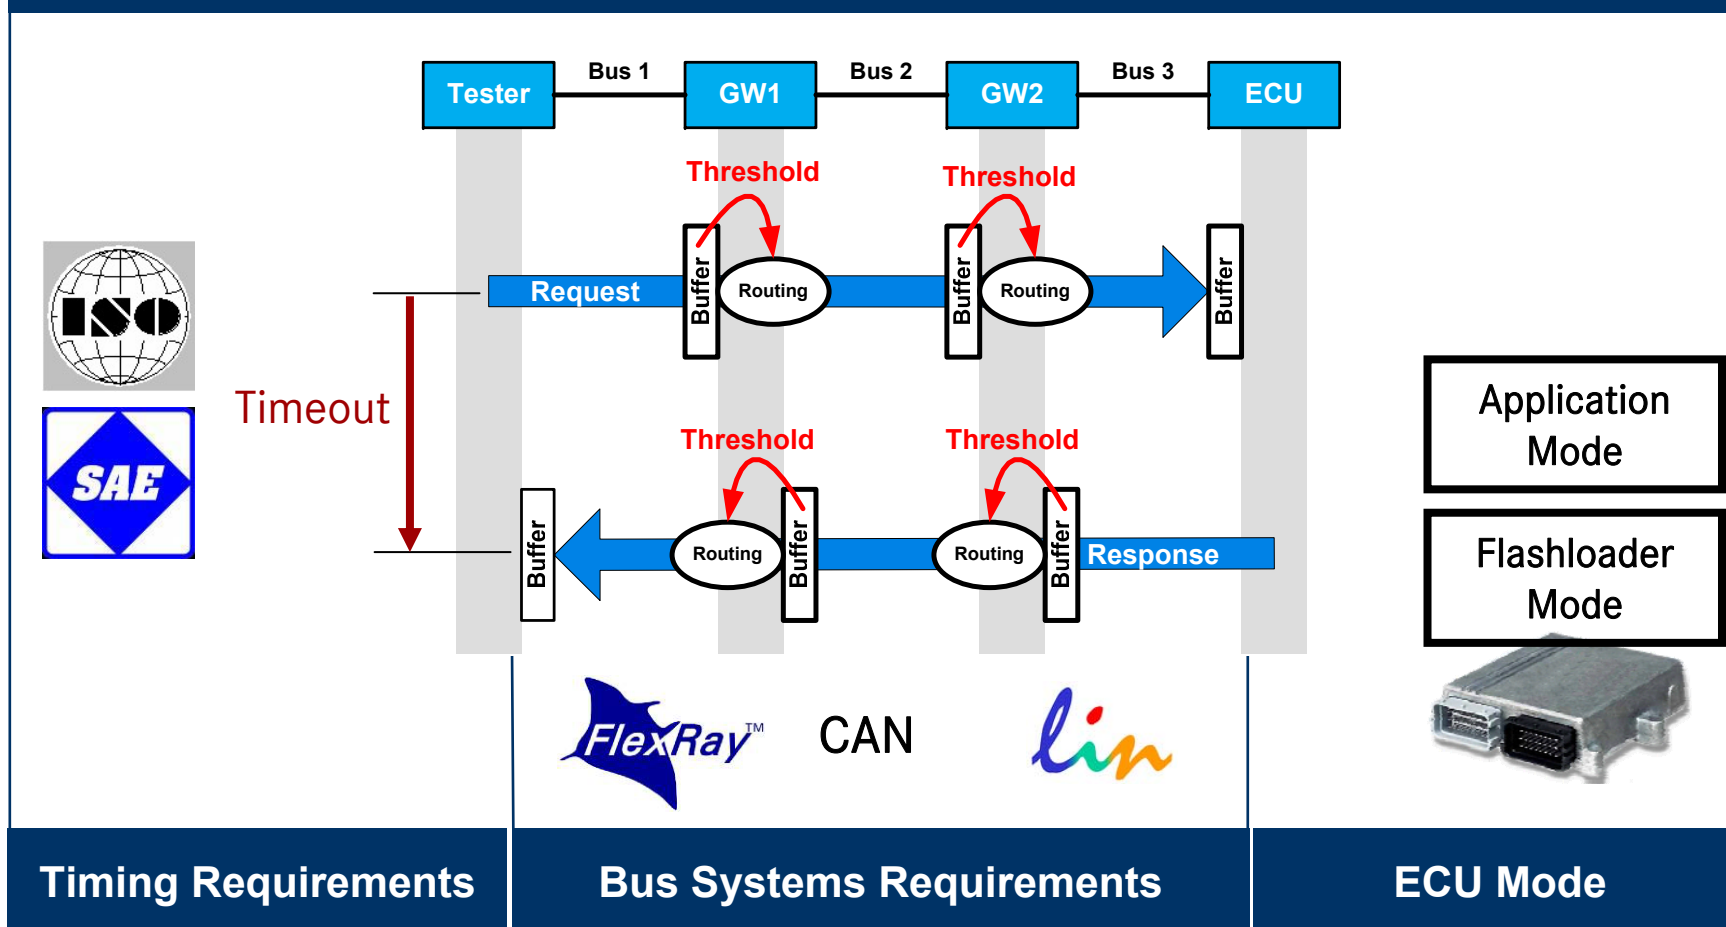 Bus 1
Bus 2
Bus 3
Tester
GW1
GW2
ECU
Threshold
Threshold
Request
Buffer
Routing
Buffer
Routing
Buffer
ISO
Timeout
SAE
Application
Mode
Threshold
Threshold
Buffer
Routing
Buffer
Routing
Buffer
Response
Flashloader
Mode
FlexRay™
CAN
lin
Timing Requirements
Bus Systems Requirements
ECU Mode